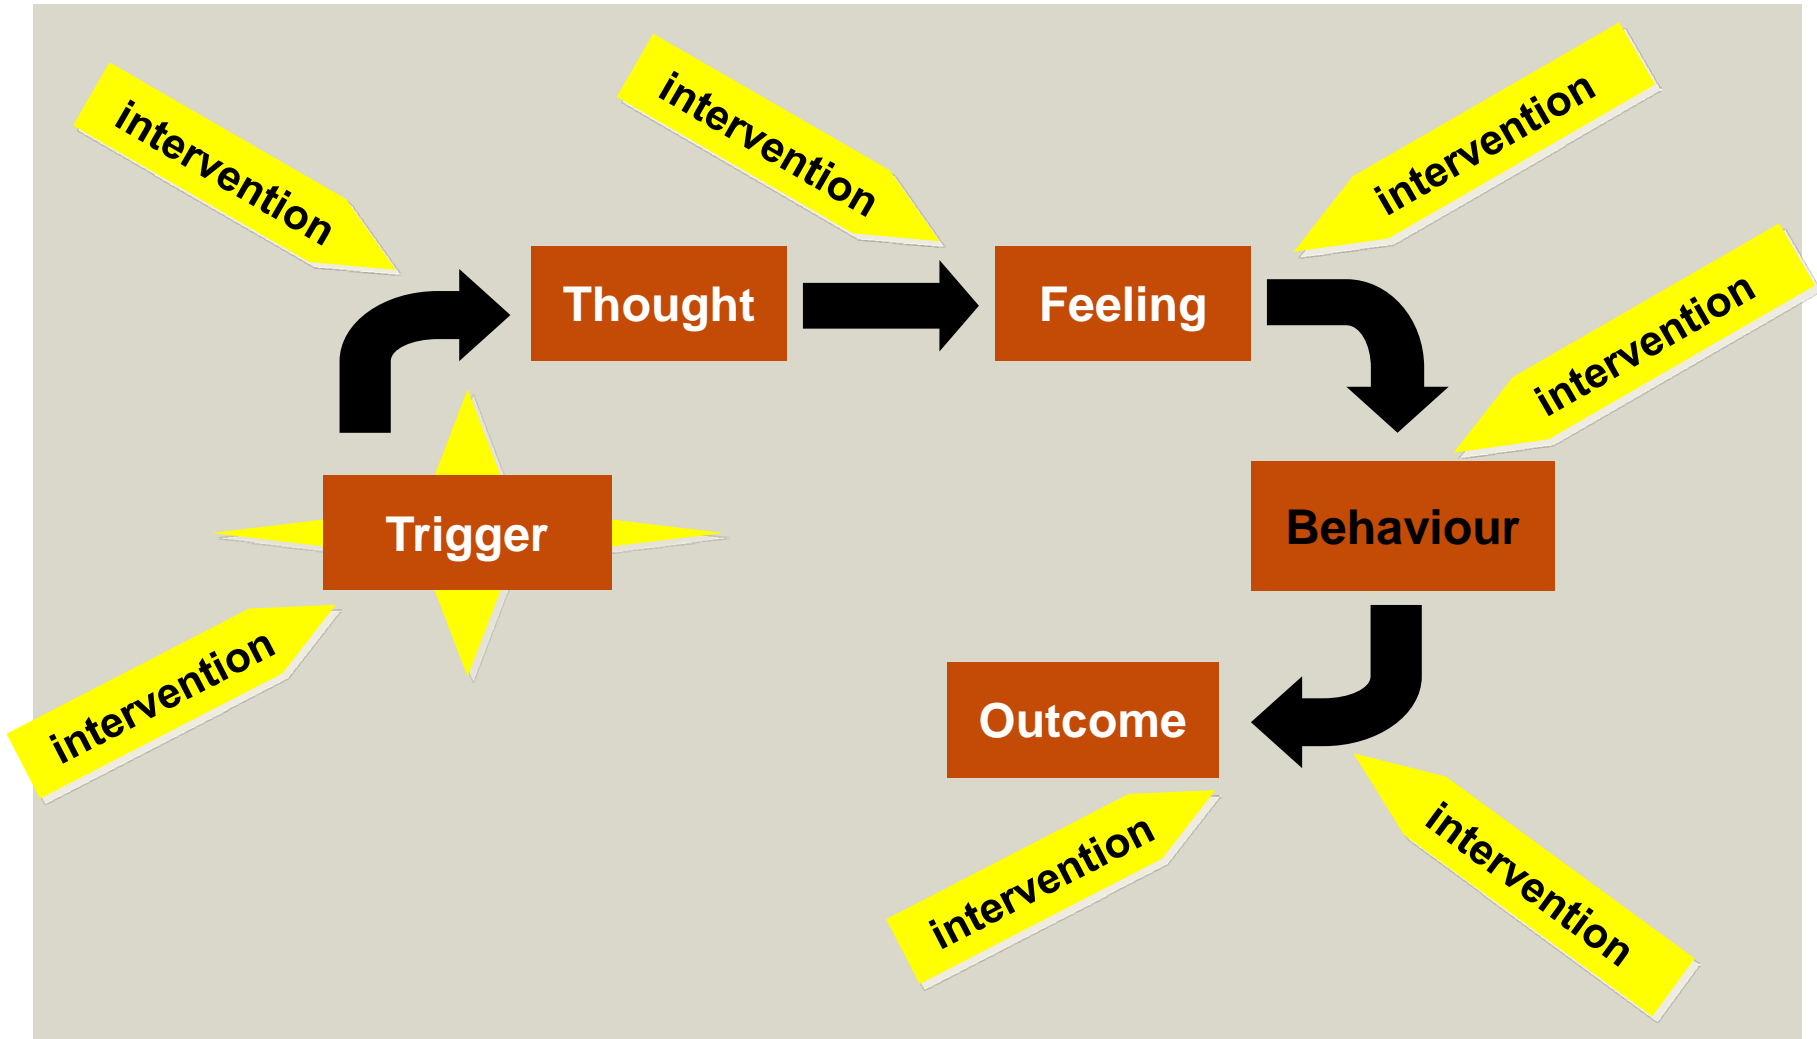 intervention
intervention
intervention
intervention
Thought
Feeling
Trigger
Behaviour
intervention
Outcome
intervention
intervention